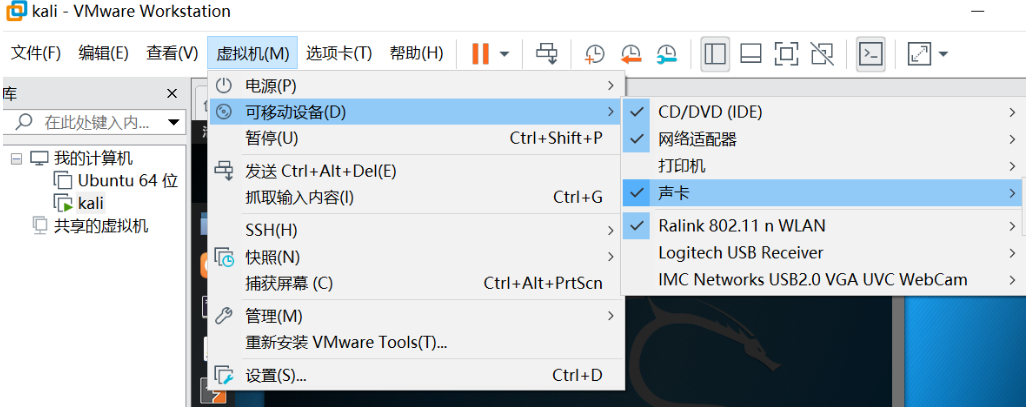 kali - VMware Workstation
文件(F) 编辑(E) 查看(V) 虚拟机(M) 选项卡(T) 帮助(H)
库
在此处键入内...
我的计算机
Ubuntu 64 位
kali
共享的虚拟机
电源(P)
可移动设备(D)
暂停(U) Ctrl+Shift+P
发送 Ctrl+Alt+Del(E)
抓取输入内容(I) Ctrl+G
SSH(H)
快照(N)
捕获屏幕 (C) Ctrl+Alt+PrtScn
管理(M)
重新安装 VMware Tools(T)...
设置(S)... Ctrl+D
CD/DVD (IDE)
网络适配器
打印机
声卡
Ralink 802.11 n WLAN
Logitech USB Receiver
IMC Networks USB2.0 VGA UVC WebCam